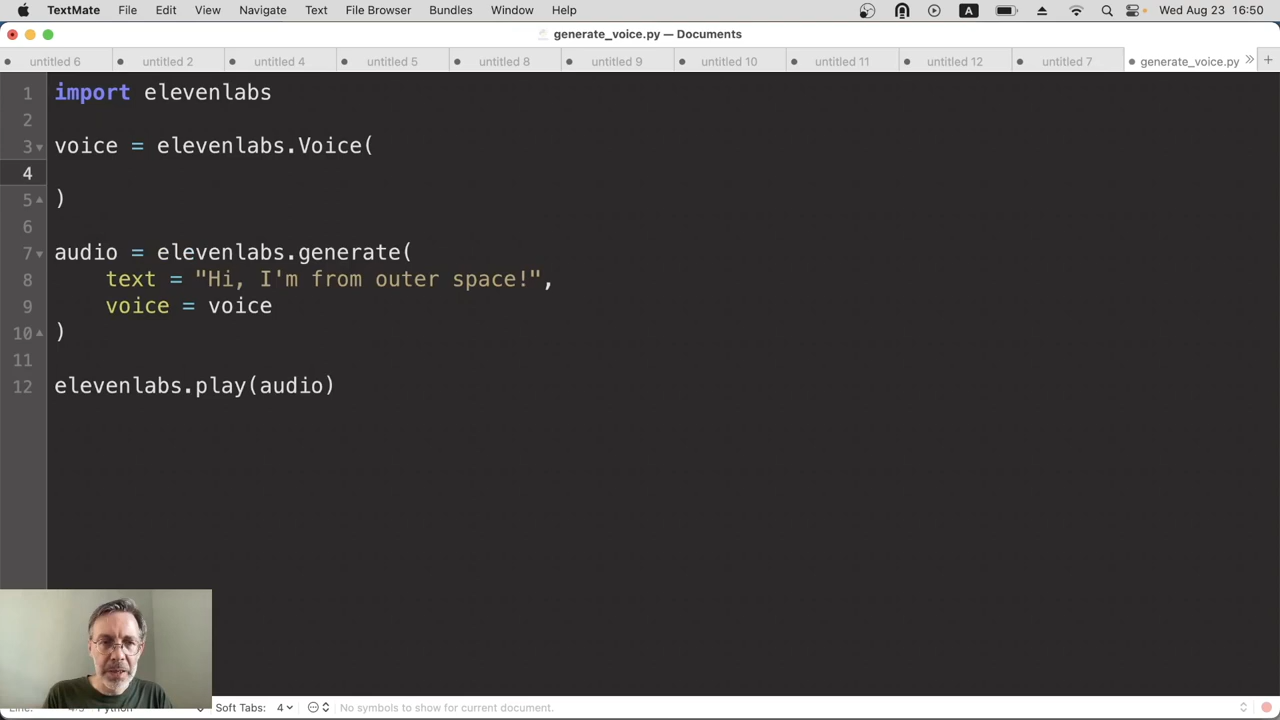 TextMate File Edit View Navigate Text File Browser Bundles Window Help A Wed Aug 23 16:50
generate_voice.py — Documents
untitled 6 untitled 2 untitled 4 untitled 5 untitled 8 untitled 9 untitled 10 untitled 11 untitled 12 untitled 7 generate_voice.py
1 import elevenlabs
2
3 voice = elevenlabs.Voice(
4
5 )
6
7 audio = elevenlabs.generate(
8 text = "Hi, I'm from outer space!",
9 voice = voice
10 )
11
12 elevenlabs.play(audio)
Soft Tabs: 4 No symbols to show for current document.